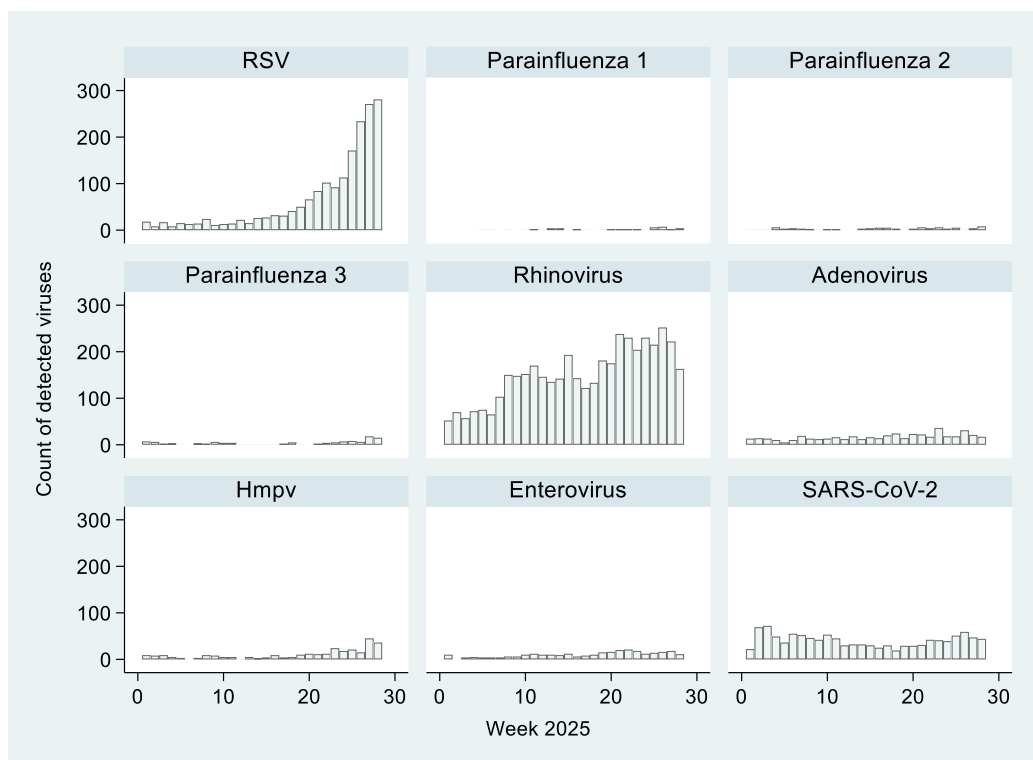 RSV
Parainfluenza 1
Parainfluenza 2
300
200
100
0
Parainfluenza 3
Rhinovirus
Adenovirus
300
200
100
0
Hmpv
Enterovirus
SARS-CoV-2
300
200
100
0
0 10 20 30
0 10 20 30
0 10 20 30
Count of detected viruses
Week 2025